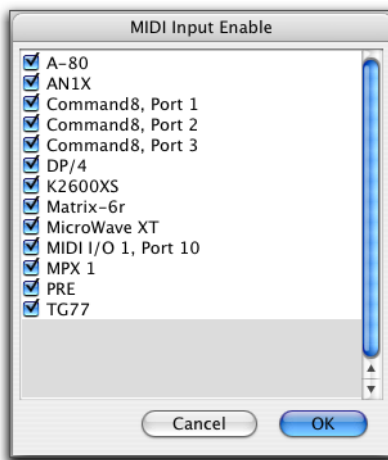 MIDI Input Enable
A-80
AN1X
Command8, Port 1
Command8, Port 2
Command8, Port 3
DP/4
K2600XS
Matrix-6r
MicroWave XT
MIDI I/O 1, Port 10
MPX 1
PRE
TG77
Cancel OK